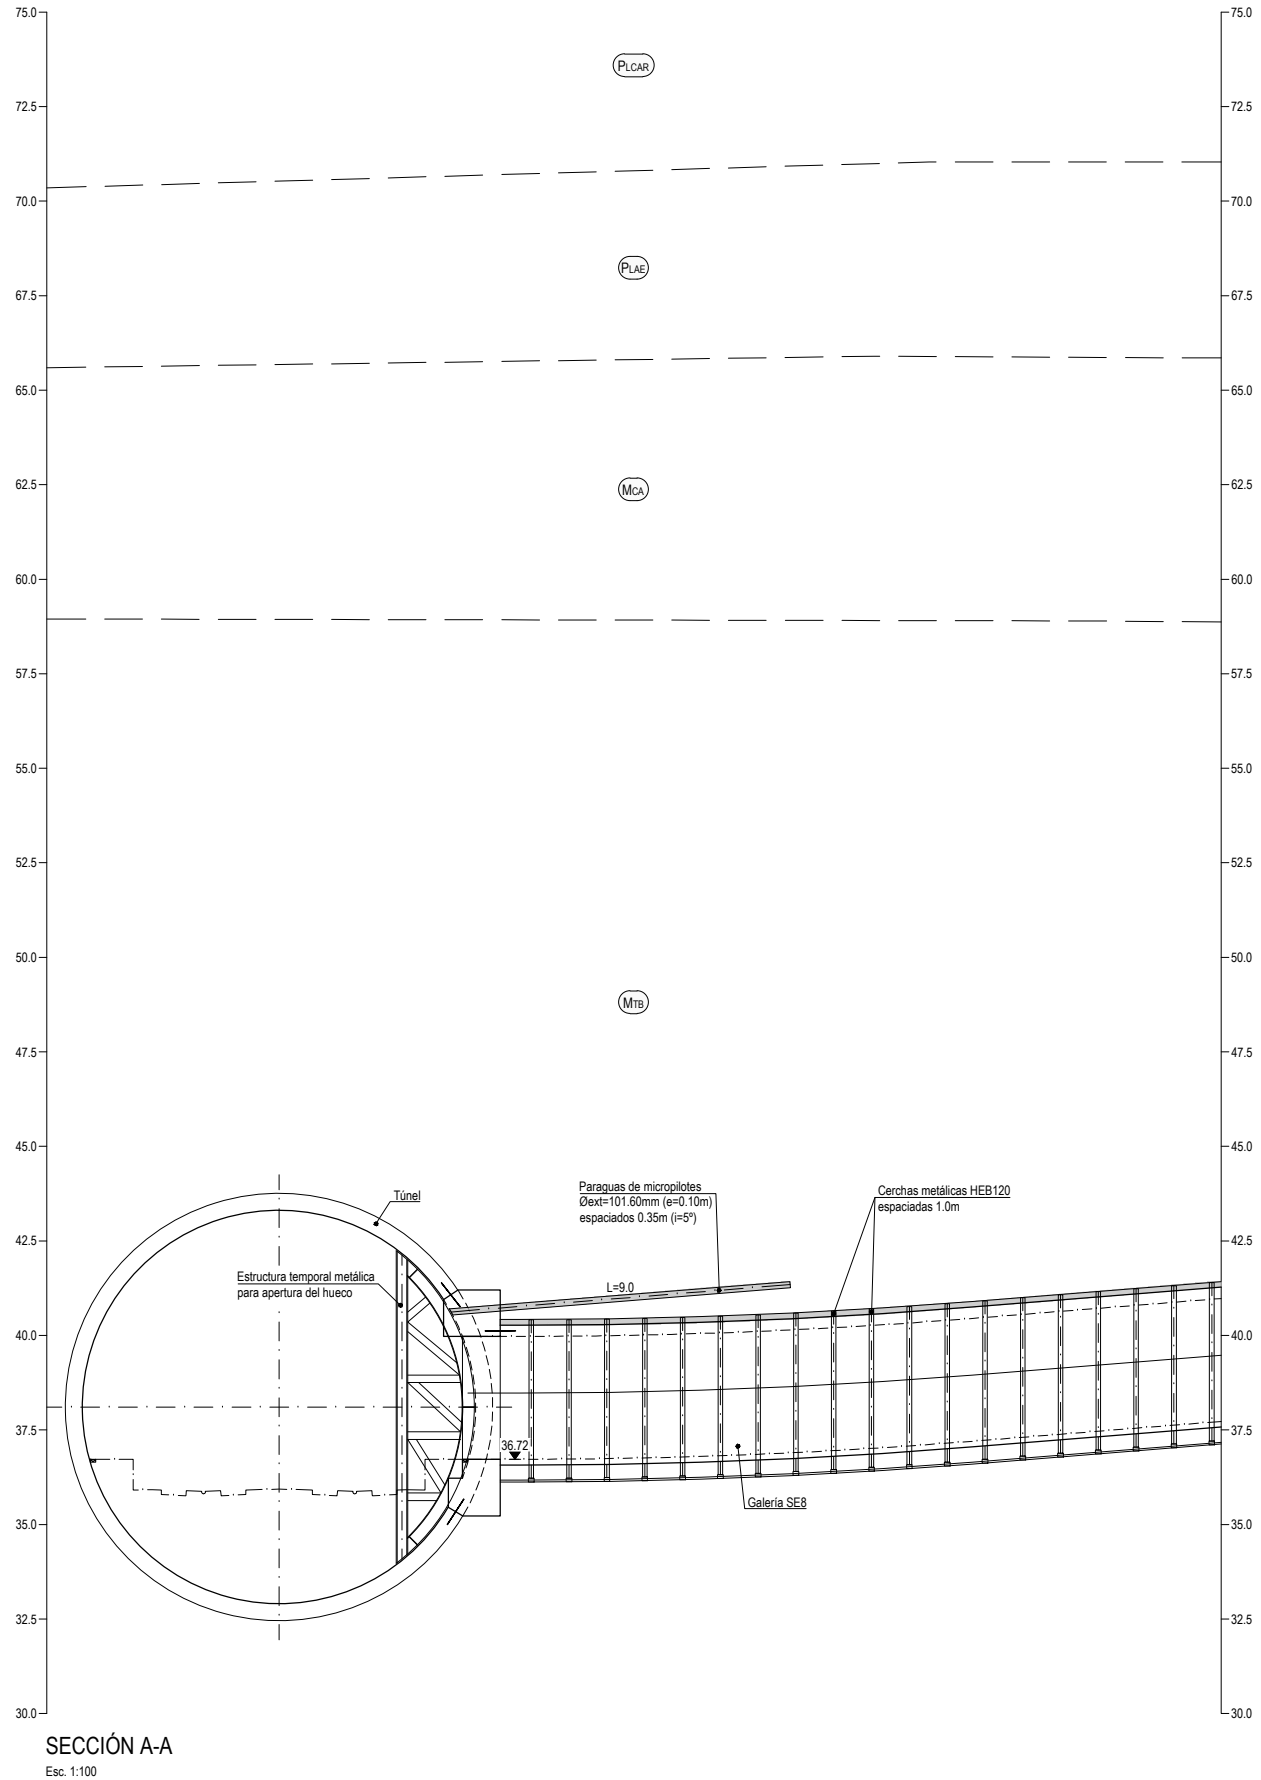 75.0 75.0
PLCAR
72.5 72.5
70.0 70.0
PLAE
67.5 67.5
65.0 65.0
MCA
62.5 62.5
60.0 60.0
57.5 57.5
55.0 55.0
52.5 52.5
50.0 50.0
MTB
47.5 47.5
45.0 45.0
Túnel
Paraguas de micropilotes
Øext=101.60mm (e=0.10m)
espaciados 0.35m (i=5º)
Cerchas metálicas HEB120
espaciadas 1.0m
42.5 42.5
Estructura temporal metálica
para apertura del hueco
L=9.0
40.0 40.0
37.5 37.5
36.72
Galería SE8
35.0 35.0
32.5 32.5
30.0 30.0
SECCIÓN A-A
Esc. 1:100